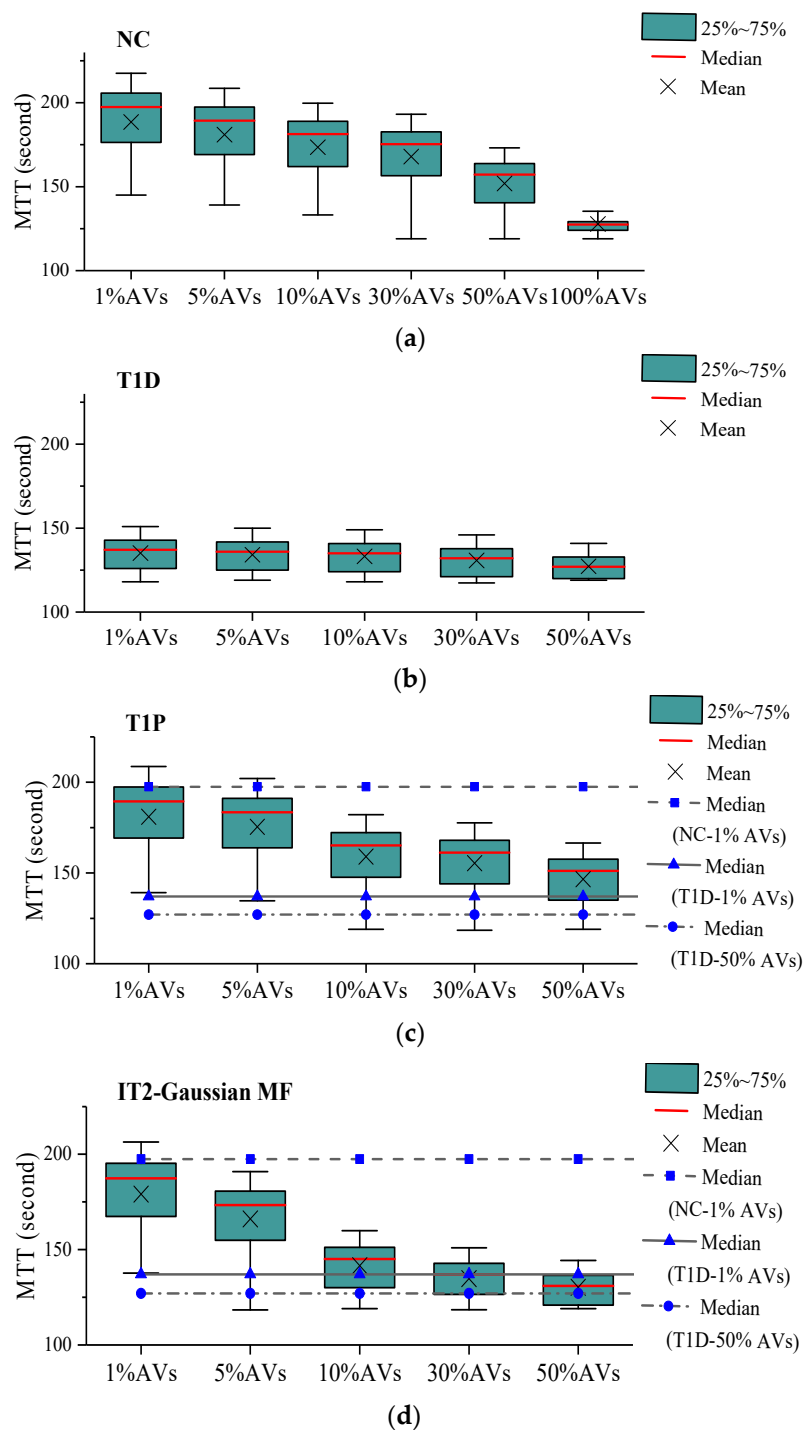 NC
25%~75%
Median
Mean
MTT (second)
200
150
100
1%AVs 5%AVs 10%AVs 30%AVs 50%AVs 100%AVs
(a)
T1D
25%~75%
Median
Mean
MTT (second)
200
150
100
1%AVs 5%AVs 10%AVs 30%AVs 50%AVs
(b)
T1P
25%~75%
Median
Mean
Median
(NC-1% AVs)
Median
(T1D-1% AVs)
Median
(T1D-50% AVs)
MTT (second)
200
150
100
1%AVs 5%AVs 10%AVs 30%AVs 50%AVs
(c)
IT2-Gaussian MF
25%~75%
Median
Mean
Median
(NC-1% AVs)
Median
(T1D-1% AVs)
Median
(T1D-50% AVs)
MTT (second)
200
150
100
1%AVs 5%AVs 10%AVs 30%AVs 50%AVs
(d)